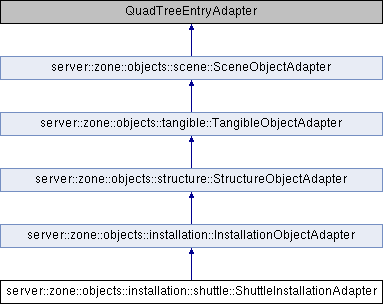 QuadTreeEntryAdapter
server::zone::objects::scene::SceneObjectAdapter
server::zone::objects::tangible::TangibleObjectAdapter
server::zone::objects::structure::StructureObjectAdapter
server::zone::objects::installation::InstallationObjectAdapter
server::zone::objects::installation::shuttle::ShuttleInstallationAdapter